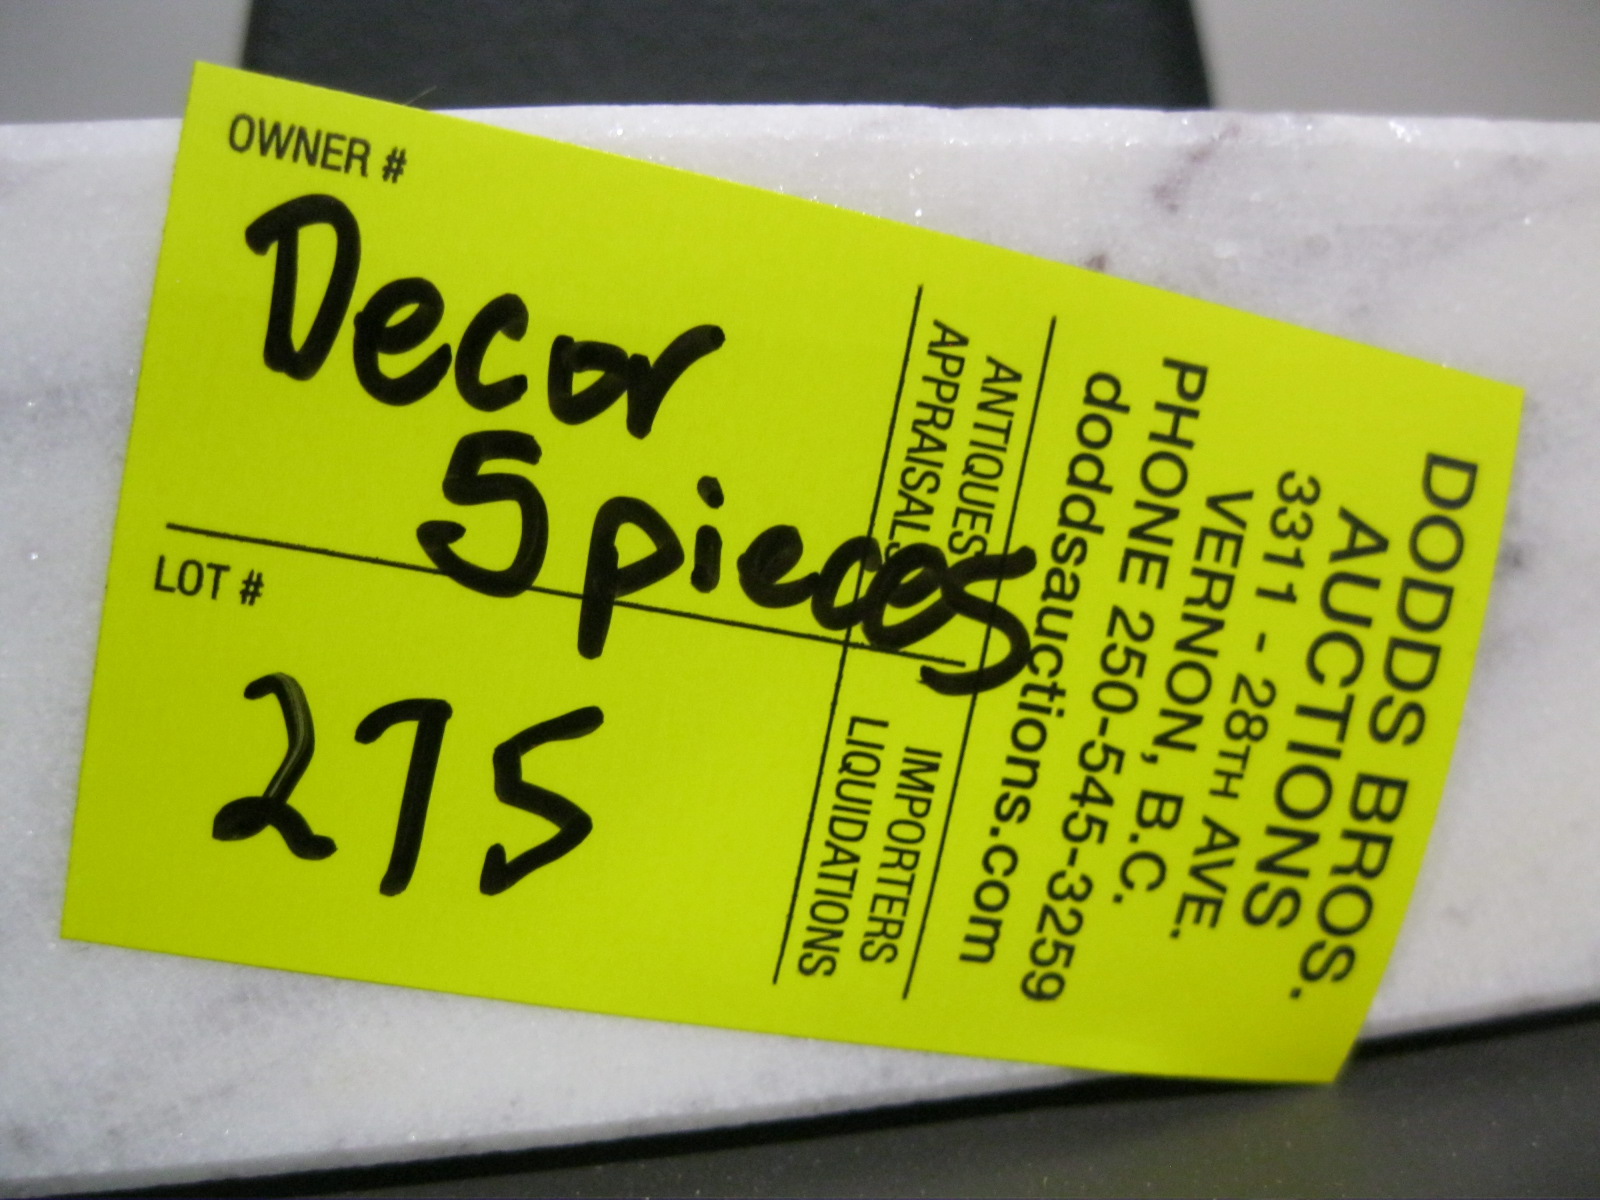 OWNER #
Decor
5 pieces
LOT #
275
DODDS BROS.
AUCTIONS
3311 - 28TH AVE.
VERNON, B.C.
PHONE 250-545-3259
doddsauctions.com
ANTIQUES
APPRAISALS
IMPORTERS
LIQUIDATIONS